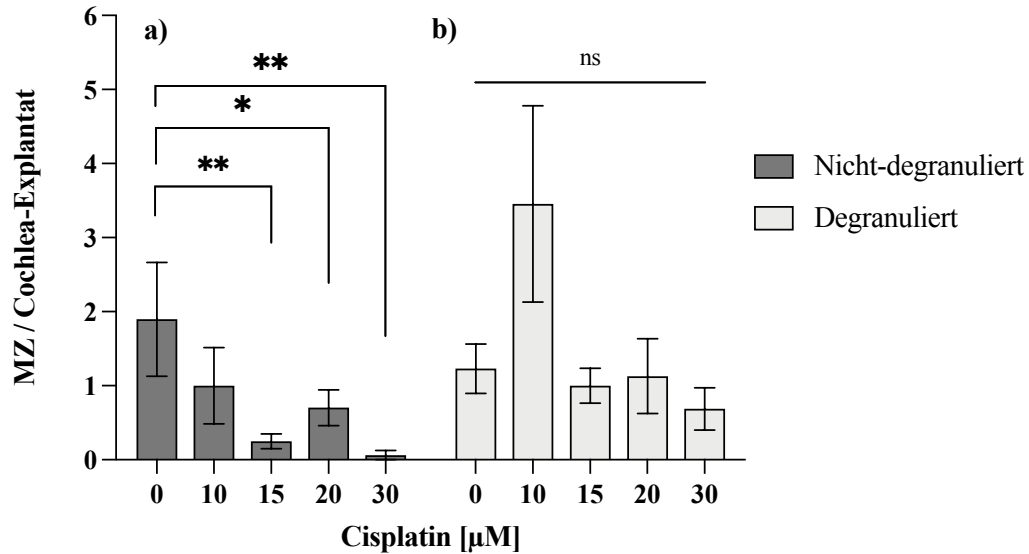 a)
b)
**
*
**
ns
6
5
4
3
2
1
0
MZ / Cochlea-Explantat
0 10 15 20 30
0 10 15 20 30
Cisplatin [µM]
Nicht-degranuliert
Degranuliert